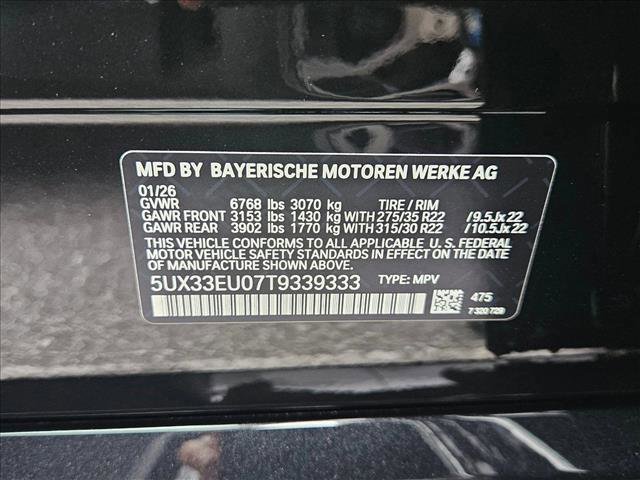 MFD BY BAYERISCHE MOTOREN WERKE AG
01/26
GVWR 6768 lbs 3070 kg TIRE / RIM
GAWR FRONT 3153 lbs 1430 kg WITH 275/35 R22 / 9.5Jx22
GAWR REAR 3902 lbs 1770 kg WITH 315/30 R22 / 10.5Jx22
THIS VEHICLE CONFORMS TO ALL APPLICABLE U. S. FEDERAL
MOTOR VEHICLE SAFETY STANDARDS IN EFFECT ON THE DATE
OF MANUFACTURE SHOWN ABOVE.
5UX33EU07T9339333 TYPE: MPV
475